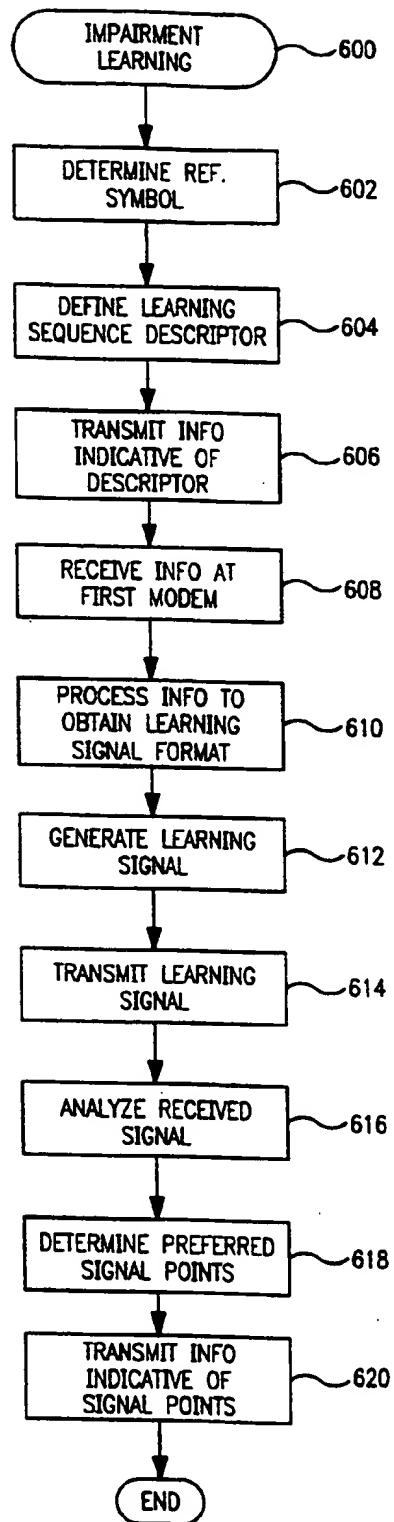 IMPAIRMENT
LEARNING
600
DETERMINE REF.
SYMBOL
602
DEFINE LEARNING
SEQUENCE DESCRIPTOR
604
TRANSMIT INFO
INDICATIVE OF
DESCRIPTOR
606
RECEIVE INFO AT
FIRST MODEM
608
PROCESS INFO TO
OBTAIN LEARNING
SIGNAL FORMAT
610
GENERATE LEARNING
SIGNAL
612
TRANSMIT LEARNING
SIGNAL
614
ANALYZE RECEIVED
SIGNAL
616
DETERMINE PREFERRED
SIGNAL POINTS
618
TRANSMIT INFO
INDICATIVE OF
SIGNAL POINTS
620
END